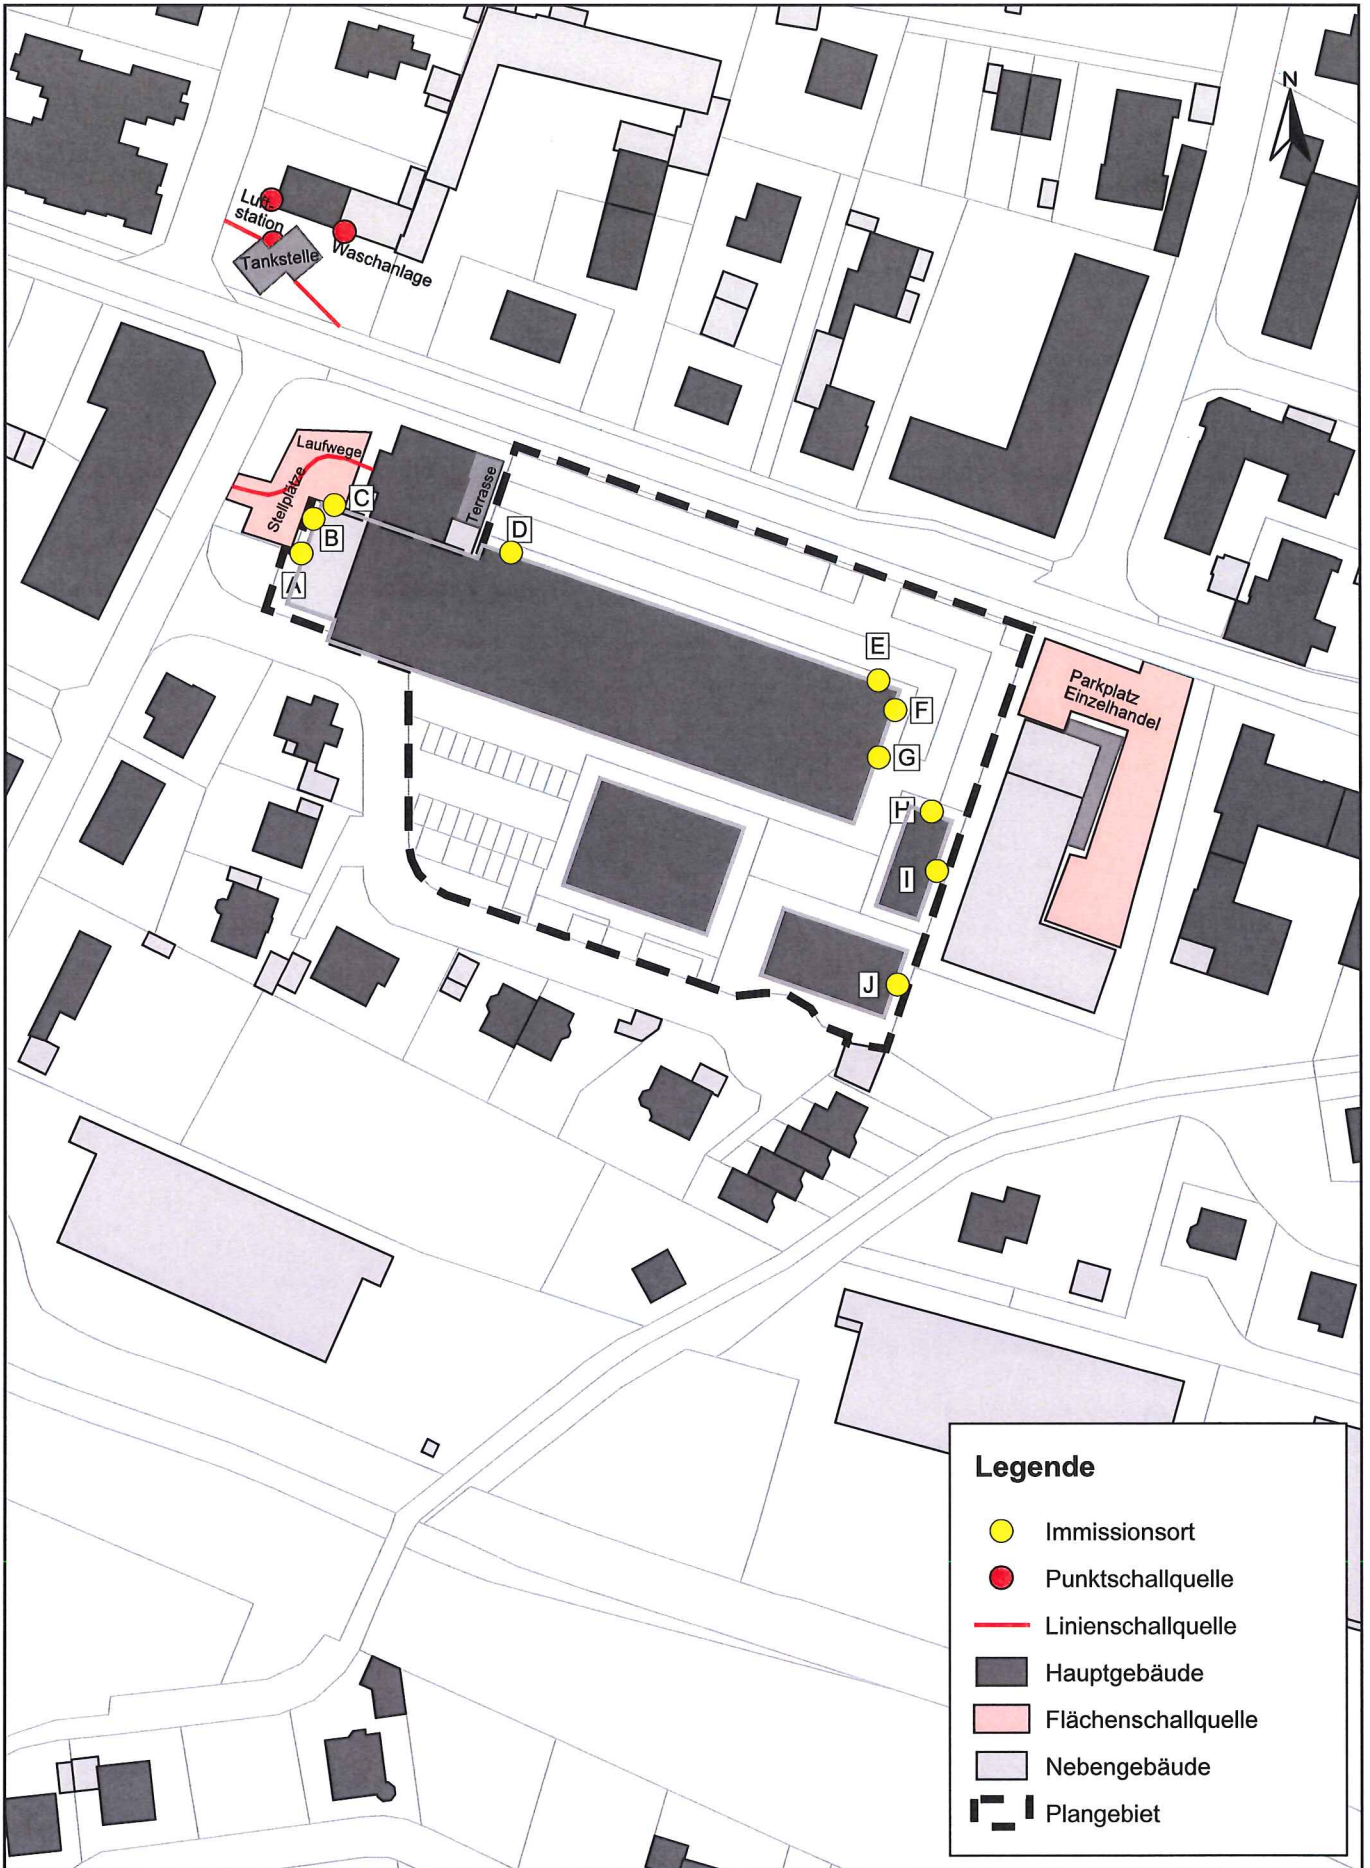 N
Luft-
station
Tankstelle
Waschanlage
Laufwege
Stellplätze
Terrasse
C
B
D
A
E
F
G
H
I
J
Parkplatz
Einzelhandel
Legende
Immissionsort
Punktschallquelle
Linienschallquelle
Hauptgebäude
Flächenschallquelle
Nebengebäude
Plangebiet